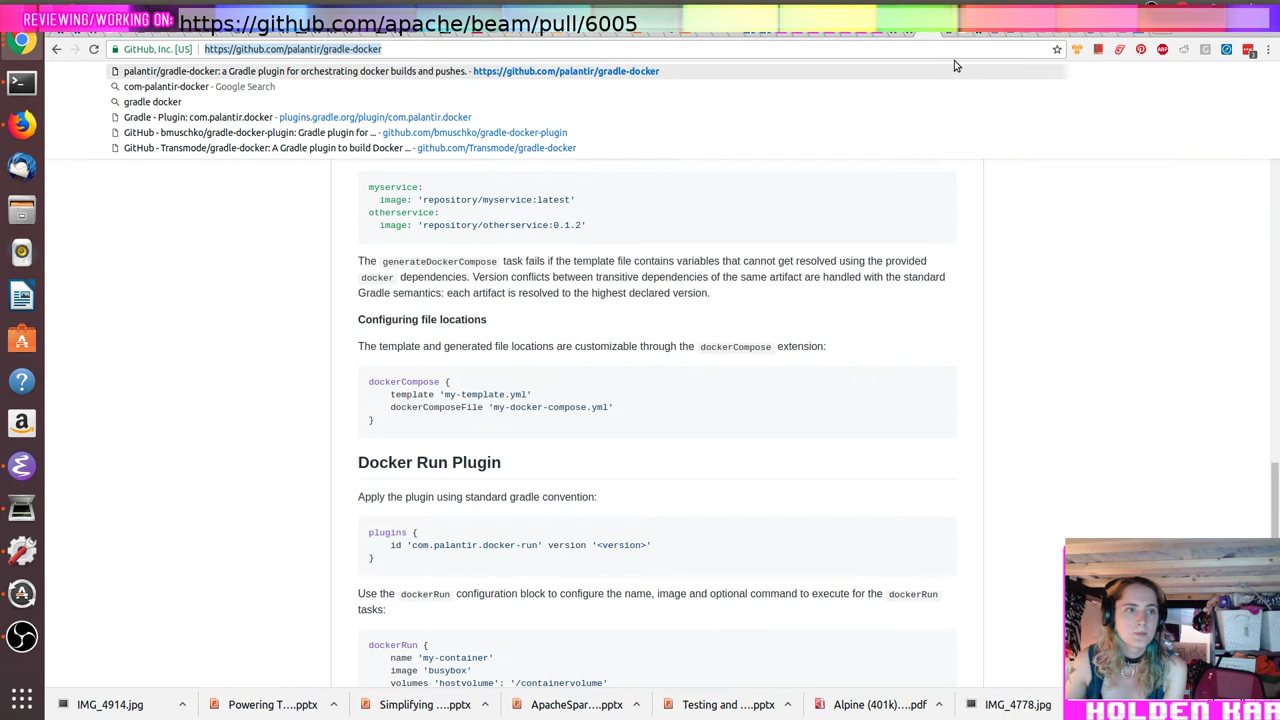 REVIEWING/WORKING ON: https://github.com/apache/beam/pull/6005
GitHub, Inc. [US] https://github.com/palantir/gradle-docker
palantir/gradle-docker: a Gradle plugin for orchestrating docker builds and pushes. - https://github.com/palantir/gradle-docker
com-palantir-docker - Google Search
gradle docker
Gradle - Plugin: com.palantir.docker - plugins.gradle.org/plugin/com.palantir.docker
GitHub - bmuschko/gradle-docker-plugin: Gradle plugin for ... - github.com/bmuschko/gradle-docker-plugin
GitHub - Transmode/gradle-docker: A Gradle plugin to build Docker ... - github.com/Transmode/gradle-docker
myservice:
image: 'repository/myservice:latest'
otherservice:
image: 'repository/otherservice:0.1.2'
The generateDockerCompose task fails if the template file contains variables that cannot get resolved using the provided
docker dependencies. Version conflicts between transitive dependencies of the same artifact are handled with the standard
Gradle semantics: each artifact is resolved to the highest declared version.
Configuring file locations
The template and generated file locations are customizable through the dockerCompose extension:
dockerCompose {
template 'my-template.yml'
dockerComposeFile 'my-docker-compose.yml'
}
Docker Run Plugin
Apply the plugin using standard gradle convention:
plugins {
id 'com.palantir.docker-run' version '<version>'
}
Use the dockerRun configuration block to configure the name, image and optional command to execute for the dockerRun
tasks:
dockerRun {
name 'my-container'
image 'busybox'
volumes 'hostvolume': '/containervolume'
IMG_4914.jpg
Powering T....pptx
Simplifying ....pptx
ApacheSpar....pptx
Testing and ....pptx
Alpine (401k)....pdf
IMG_4778.jpg
HOLDEN KAR